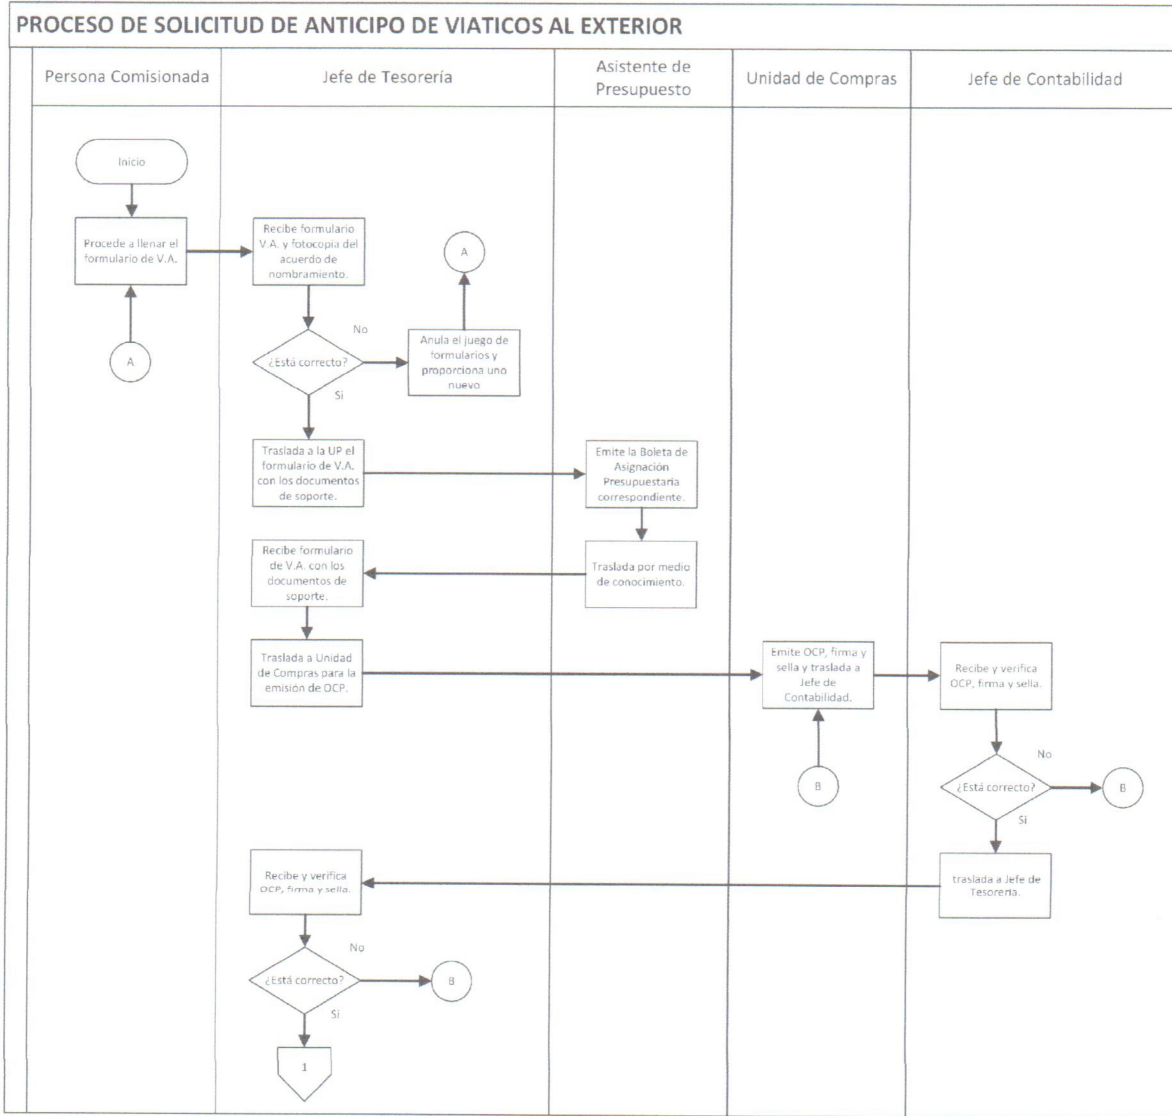 PROCESO DE SOLICITUD DE ANTICIPO DE VIATICOS AL EXTERIOR
Persona Comisionada
Jefe de Tesorería
Asistente de
Presupuesto
Unidad de Compras
Jefe de Contabilidad
Inicio
Procede a llenar el
formulario de V.A.
Recibe formulario
V.A. y fotocopia del
acuerdo de
nombramiento.
A
A
¿Está correcto?
No
Si
Anula el juego de
formularios y
proporciona uno
nuevo
Traslada a la UP el
formulario de V.A.
con los documentos
de soporte.
Emite la Boleta de
Asignación
Presupuestaria
correspondiente.
Traslada por medio
de conocimiento.
Recibe formulario
de V.A. con los
documentos de
soporte.
Traslada a Unidad
de Compras para la
emisión de OCP.
Emite OCP, firma y
sella y traslada a
Jefe de
Contabilidad.
Recibe y verifica
OCP, firma y sella.
B
¿Está correcto?
No
B
Si
traslada a Jefe de
Tesorería.
Recibe y verifica
OCP, firma y sella.
¿Está correcto?
No
B
Si
1